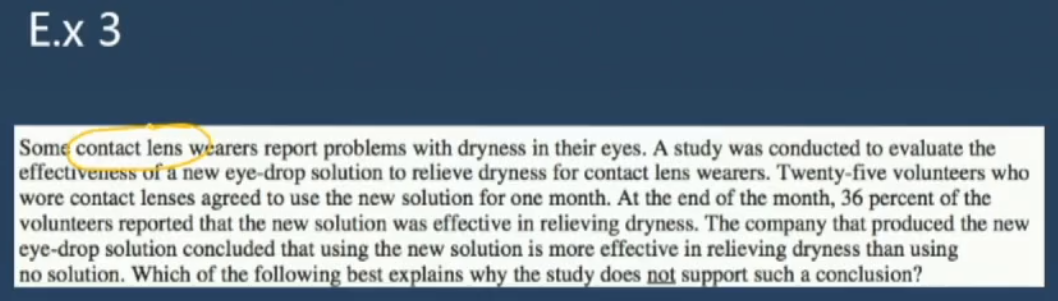 E.x 3
Some contact lens wearers report problems with dryness in their eyes. A study was conducted to evaluate the
effectiveness of a new eye-drop solution to relieve dryness for contact lens wearers. Twenty-five volunteers who
wore contact lenses agreed to use the new solution for one month. At the end of the month, 36 percent of the
volunteers reported that the new solution was effective in relieving dryness. The company that produced the new
eye-drop solution concluded that using the new solution is more effective in relieving dryness than using
no solution. Which of the following best explains why the study does not support such a conclusion?